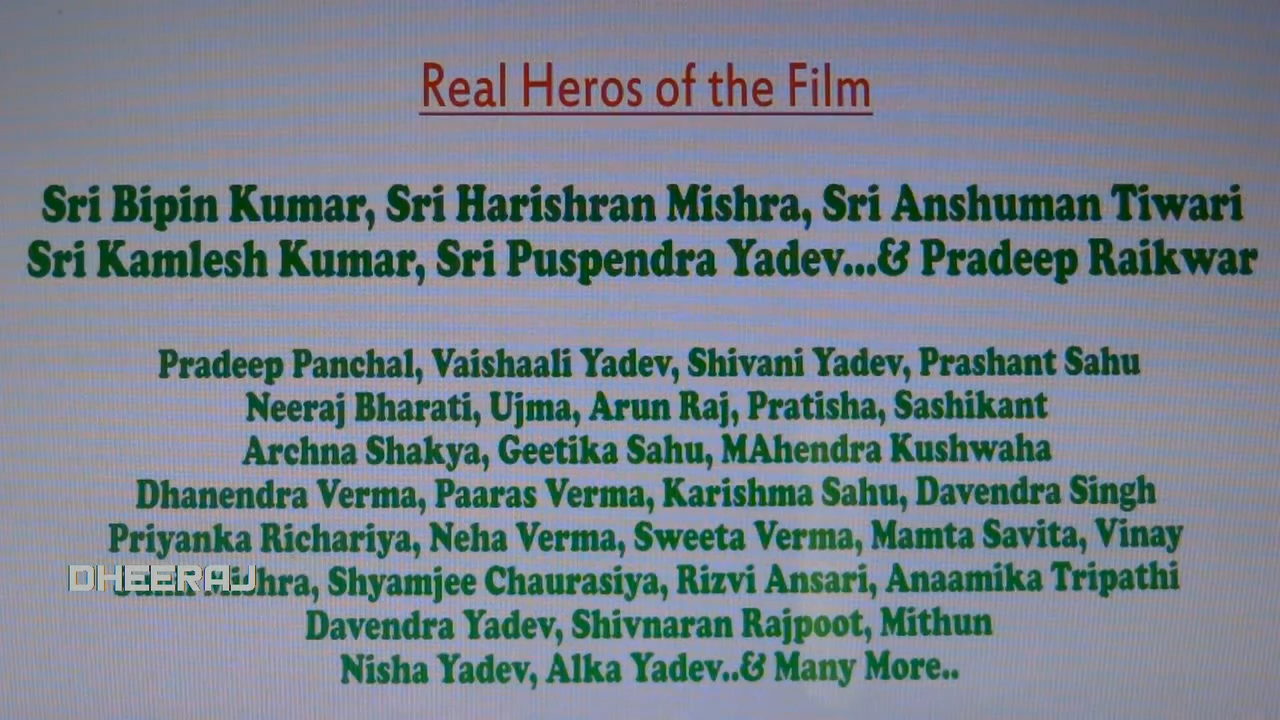 Real Heros of the Film
Sri Bipin Kumar, Sri Harishran Mishra, Sri Anshuman Tiwari
Sri Kamlesh Kumar, Sri Puspendra Yadev...& Pradeep Raikwar
Pradeep Panchal, Vaishaali Yadev, Shivani Yadev, Prashant Sahu
Neeraj Bharati, Ujma, Arun Raj, Pratisha, Sashikant
Archna Shakya, Geetika Sahu, MAhendra Kushwaha
Dhanendra Verma, Paaras Verma, Karishma Sahu, Davendra Singh
Priyanka Richariya, Neha Verma, Sweeta Verma, Mamta Savita, Vinay
DHEERAJ
Shyamjee Chaurasiya, Rizvi Ansari, Anaamika Tripathi
Davendra Yadev, Shivnaran Rajpoot, Mithun
Nisha Yadev, Alka Yadev..& Many More..